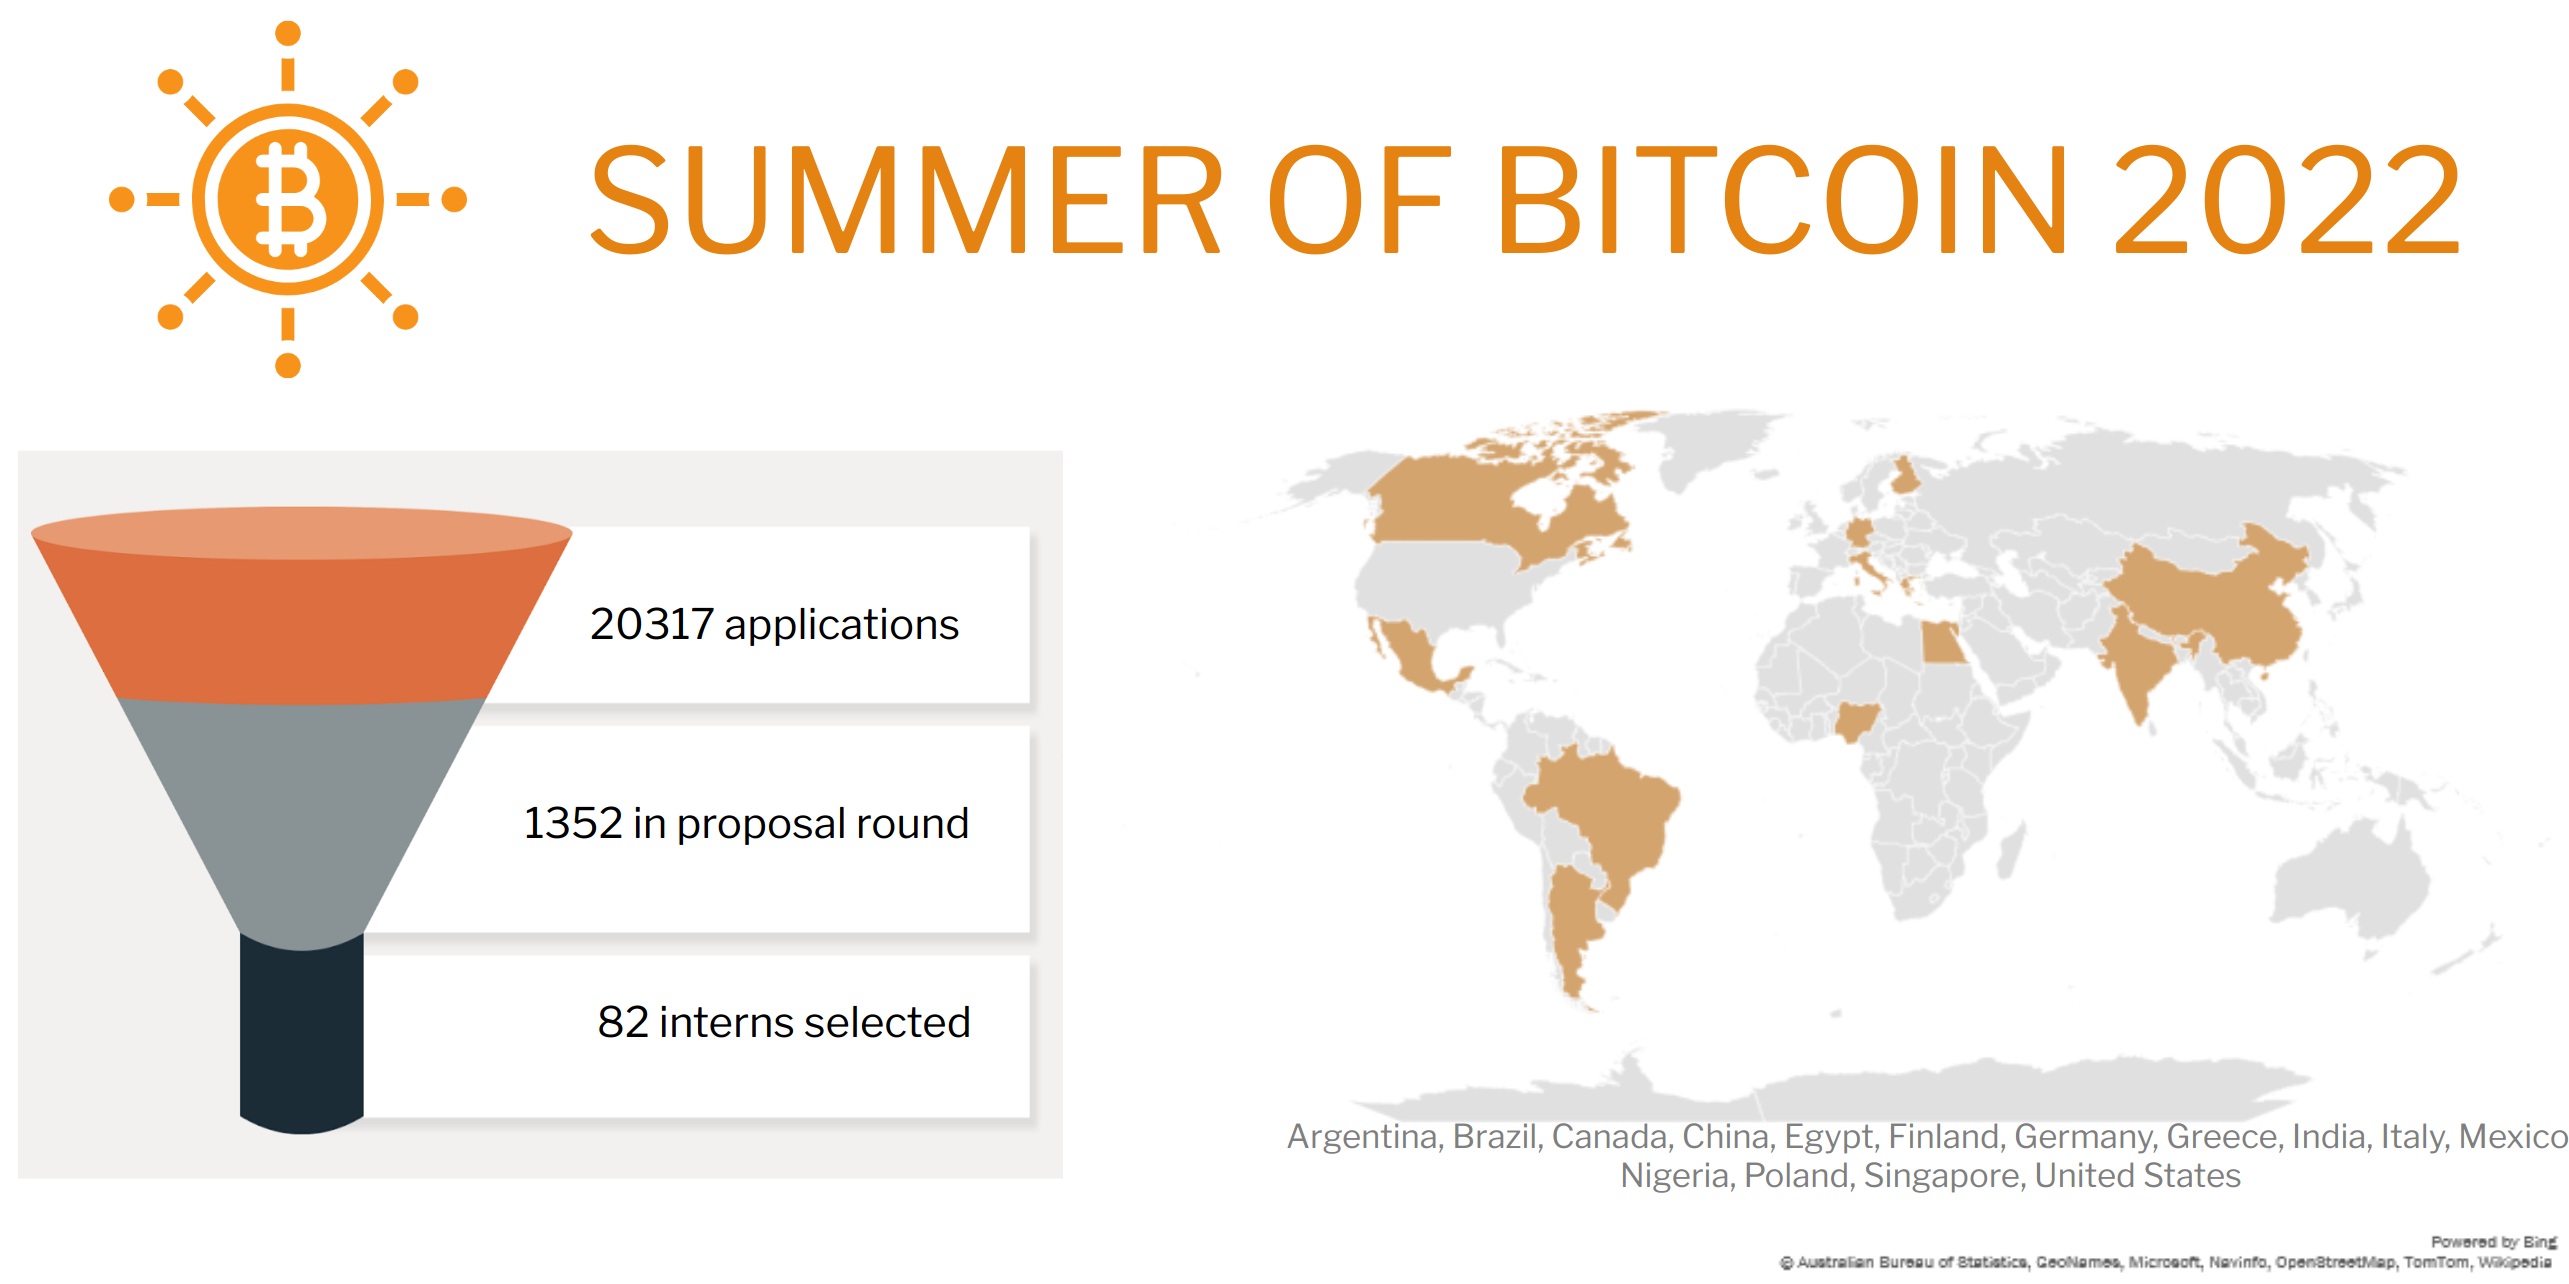 SUMMER OF BITCOIN 2022
20317 applications
1352 in proposal round
82 interns selected
Argentina, Brazil, Canada, China, Egypt, Finland, Germany, Greece, India, Italy, Mexico
Nigeria, Poland, Singapore, United States
Powered by Bing
© Australian Bureau of Statistics, GeoNames, Microsoft, Navinfo, OpenStreetMap, TomTom, Wikipedia